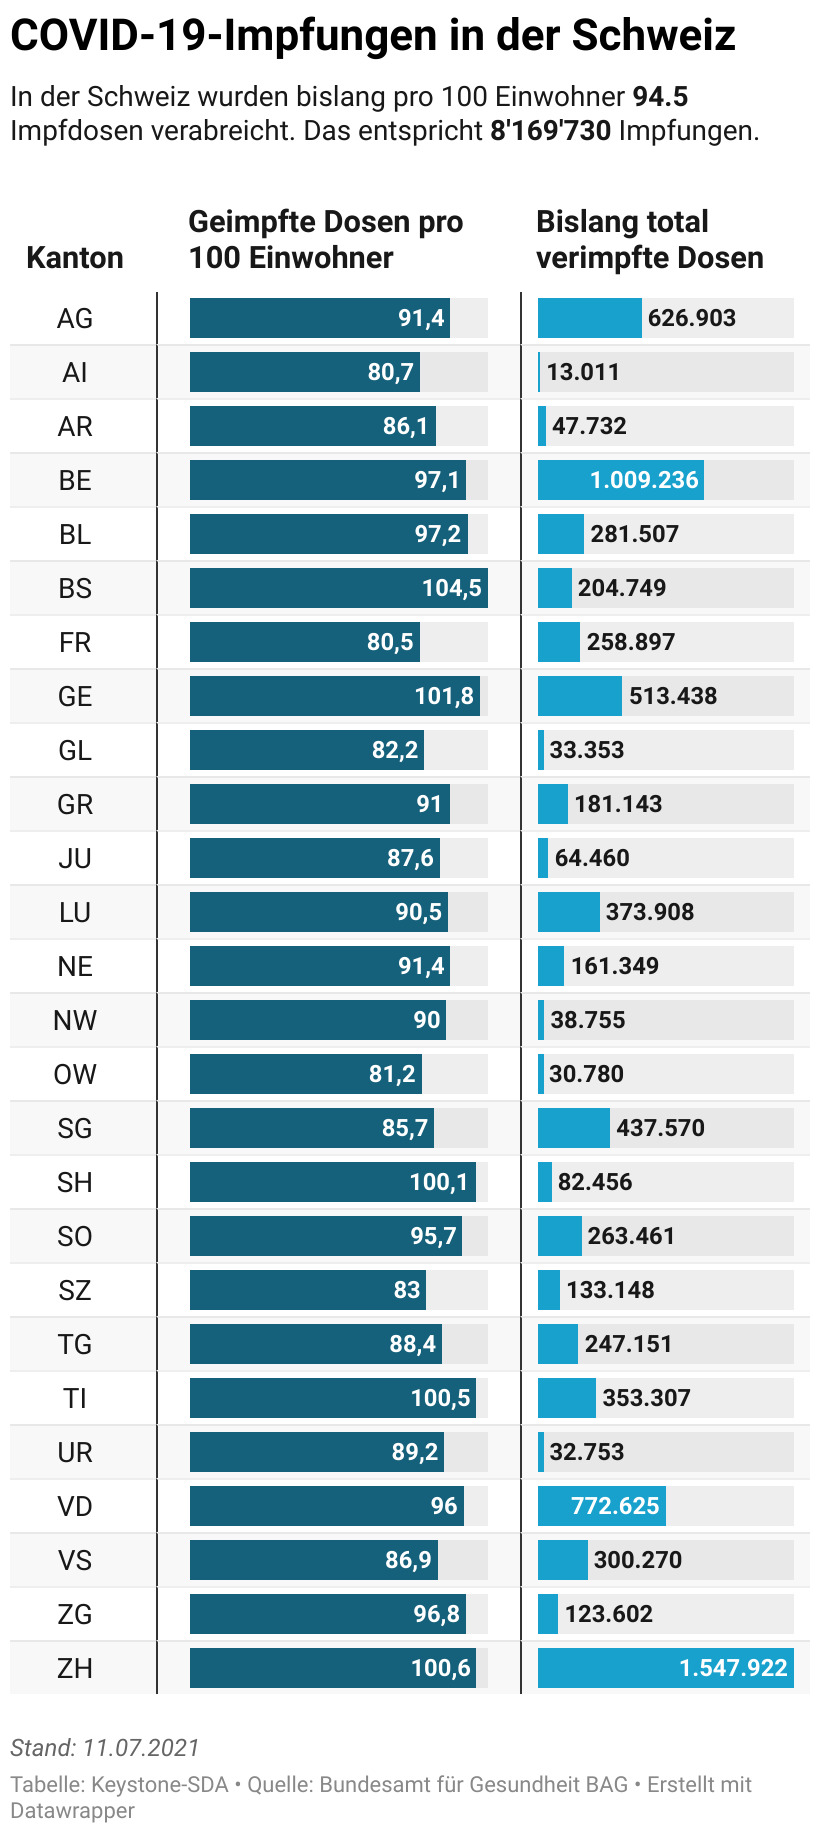 COVID-19-Impfungen in der Schweiz
In der Schweiz wurden bislang pro 100 Einwohner 94.5
Impfdosen verabreicht. Das entspricht 8'169'730 Impfungen.
Kanton Geimpfte Dosen pro 100 Einwohner Bislang total verimpfte Dosen
AG 91,4 626.903
AI 80,7 13.011
AR 86,1 47.732
BE 97,1 1.009.236
BL 97,2 281.507
BS 104,5 204.749
FR 80,5 258.897
GE 101,8 513.438
GL 82,2 33.353
GR 91 181.143
JU 87,6 64.460
LU 90,5 373.908
NE 91,4 161.349
NW 90 38.755
OW 81,2 30.780
SG 85,7 437.570
SH 100,1 82.456
SO 95,7 263.461
SZ 83 133.148
TG 88,4 247.151
TI 100,5 353.307
UR 89,2 32.753
VD 96 772.625
VS 86,9 300.270
ZG 96,8 123.602
ZH 100,6 1.547.922
Stand: 11.07.2021
Tabelle: Keystone-SDA • Quelle: Bundesamt für Gesundheit BAG • Erstellt mit
Datawrapper